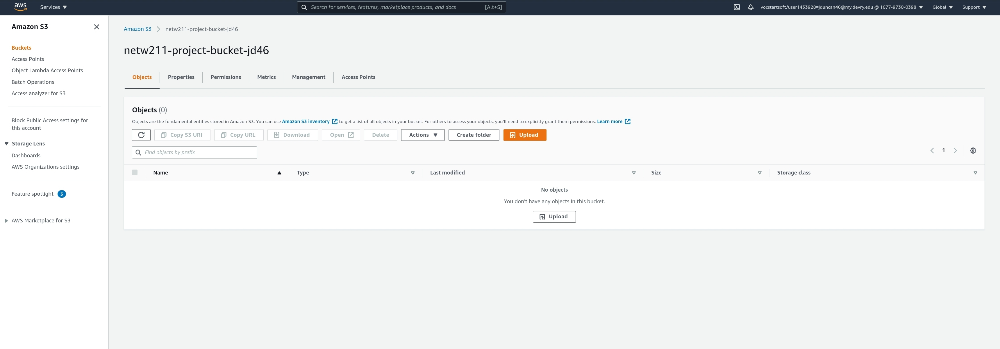 aws Services Search for services, features, marketplace products, and docs [Alt+S] vocstartsoft/user1433928=jduncan46@my.devry.edu @ 1677-9730-0398 Global Support
Amazon S3
Buckets
Access Points
Object Lambda Access Points
Batch Operations
Access analyzer for S3
Block Public Access settings for
this account
Storage Lens
Dashboards
AWS Organizations settings
Feature spotlight 3
AWS Marketplace for S3
Amazon S3 netw211-project-bucket-jd46
netw211-project-bucket-jd46
Objects Properties Permissions Metrics Management Access Points
Objects (0)
Objects are the fundamental entities stored in Amazon S3. You can use Amazon S3 inventory to get a list of all objects in your bucket. For others to access your objects, you'll need to explicitly grant them permissions. Learn more
Copy S3 URI Copy URL Download Open Delete Actions Create folder Upload
Find objects by prefix 1
Name Type Last modified Size Storage class
No objects
You don't have any objects in this bucket.
Upload